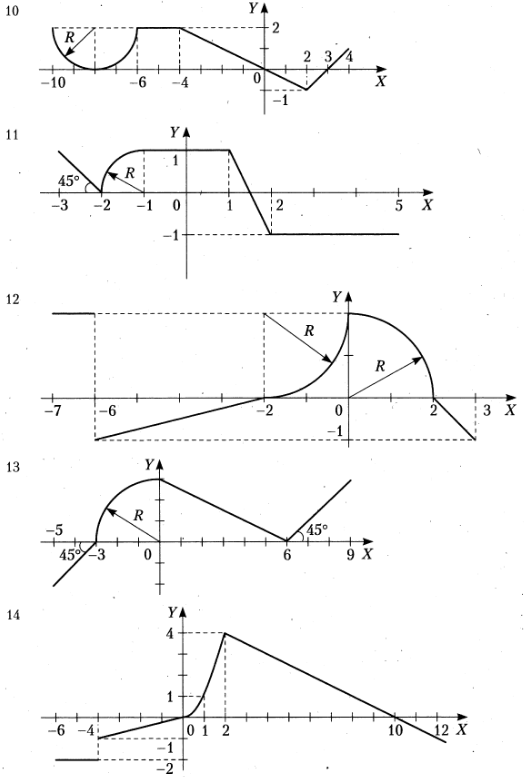 10
Y
R
2
2 3 4
−10 −6 −4 0 X
−1
11
Y
1
45° R
−3 −2 −1 0 1 2 5 X
−1
12
Y
R
R
−7 −6 −2 0 2 3 X
−1
13
Y
R
−5 45°
45° −3 0 6 9 X
14
Y
4
1
−6 −4 0 1 2 10 12 X
−1
−2